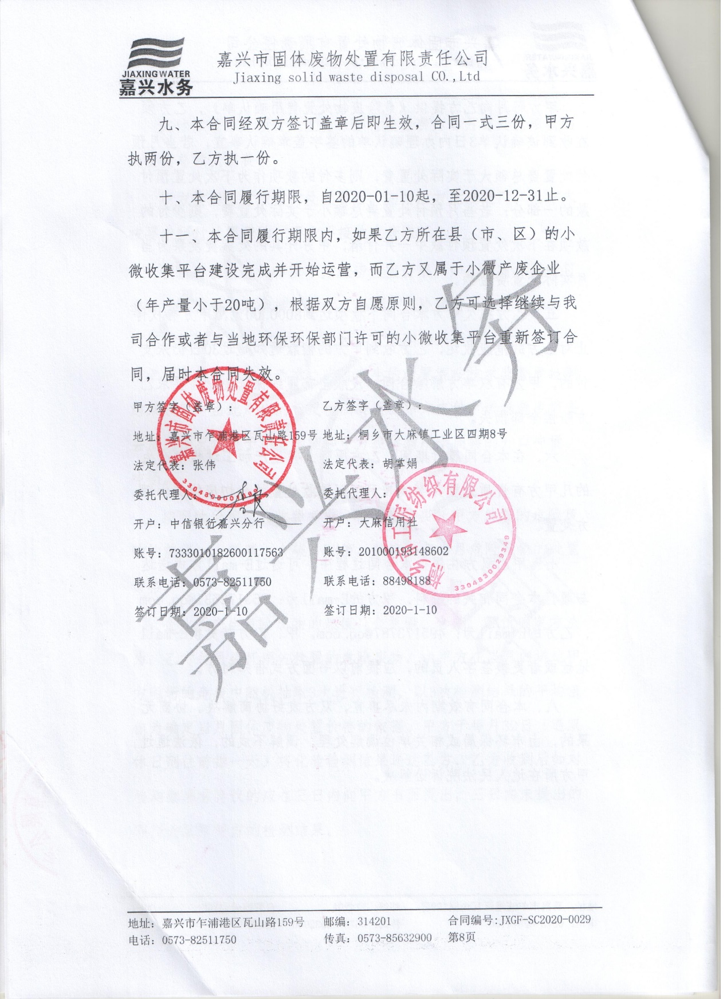 JIAXING WATER
嘉兴水务
嘉兴市固体废物处置有限责任公司
Jiaxing solid waste disposal CO.,Ltd
九、本合同经双方签订盖章后即生效，合同一式三份，甲方
执两份，乙方执一份。
十、本合同履行期限，自2020-01-10起，至2020-12-31止。
十一、本合同履行期限内，如果乙方所在县（市、区）的小
微收集平台建设完成并开始运营，而乙方又属于小微产废企业
（年产量小于20吨），根据双方自愿原则，乙方可选择继续与我
司合作或者与当地环保环保部门许可的小微收集平台重新签订合
同，届时本合同失效。
甲方签字（盖章）： 乙方签字（盖章）：
地址：嘉兴市乍浦港区瓦山路159号 地址：桐乡市大麻镇工业区四期8号
法定代表：张伟 法定代表：胡掌娟
委托代理人： 委托代理人：
开户：中信银行嘉兴分行 开户：大麻信用社
账号：7333010182600117563 账号：201000193148602
联系电话：0573-82511750 联系电话：88498188
签订日期：2020-1-10 签订日期：2020-1-10
嘉兴市固体废物处置有限责任公司
桐乡市工匠纺织有限公司
3304830029349
嘉兴水务
地址：嘉兴市乍浦港区瓦山路159号 邮编：314201 合同编号:JXGF-SC2020-0029
电话：0573-82511750 传真：0573-85632900 第8页